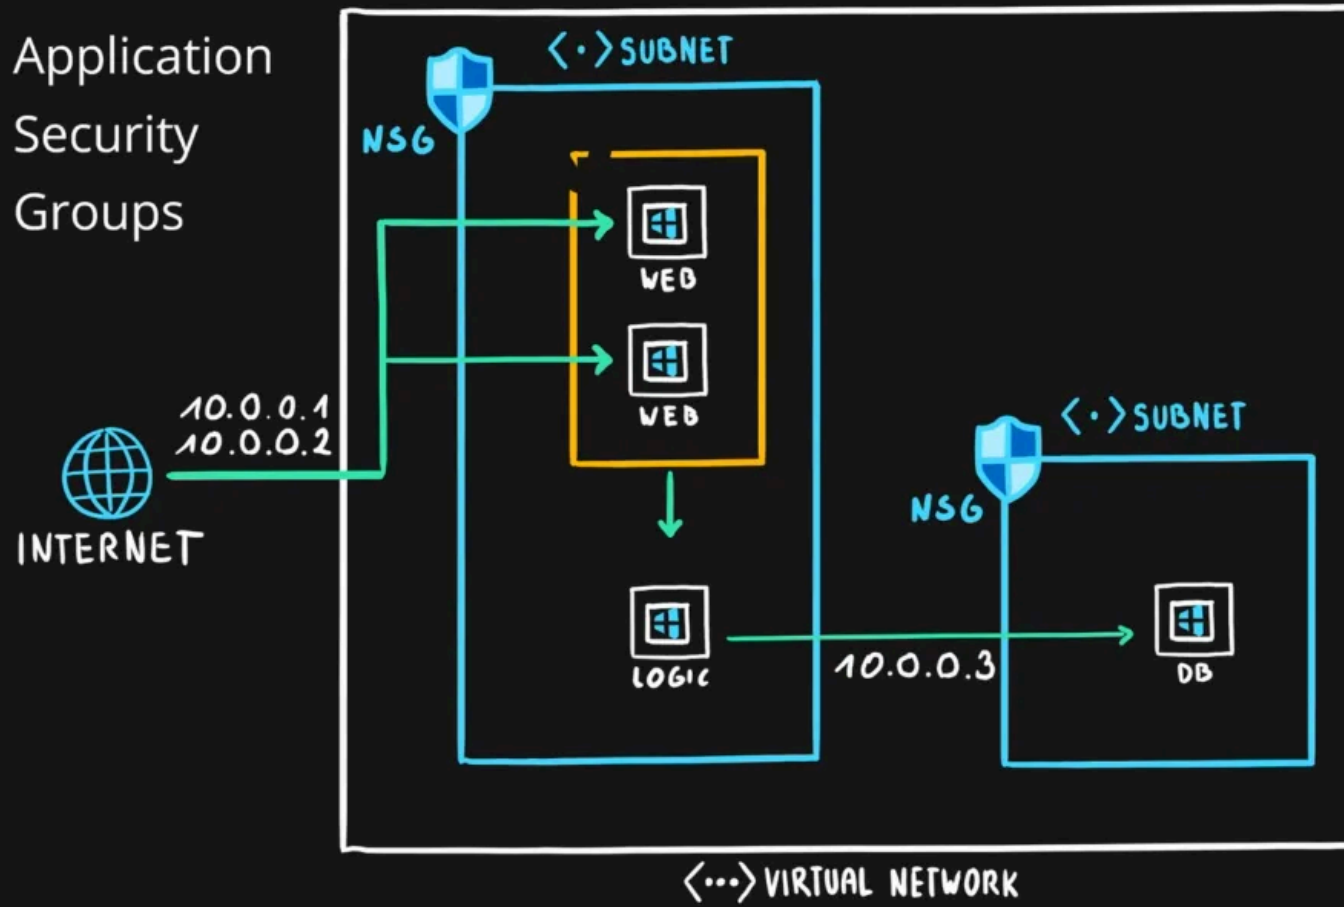 Application
Security
Groups
<·> SUBNET
NSG
WEB
WEB
10.0.0.1
10.0.0.2
INTERNET
<·> SUBNET
NSG
LOGIC
10.0.0.3
DB
<···> VIRTUAL NETWORK